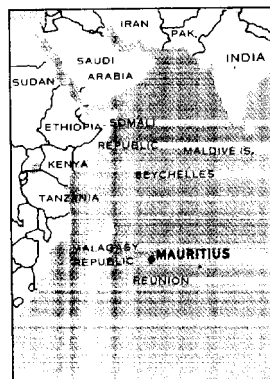 IRAN
PAK.
SAUDI
ARABIA
INDIA
SUDAN
ETHIOPIA
SOMALI
REPUBLIC
MALDIVE IS.
KENYA
SEYCHELLES
TANZANIA
MALAGASY
REPUBLIC
MAURITIUS
REUNION